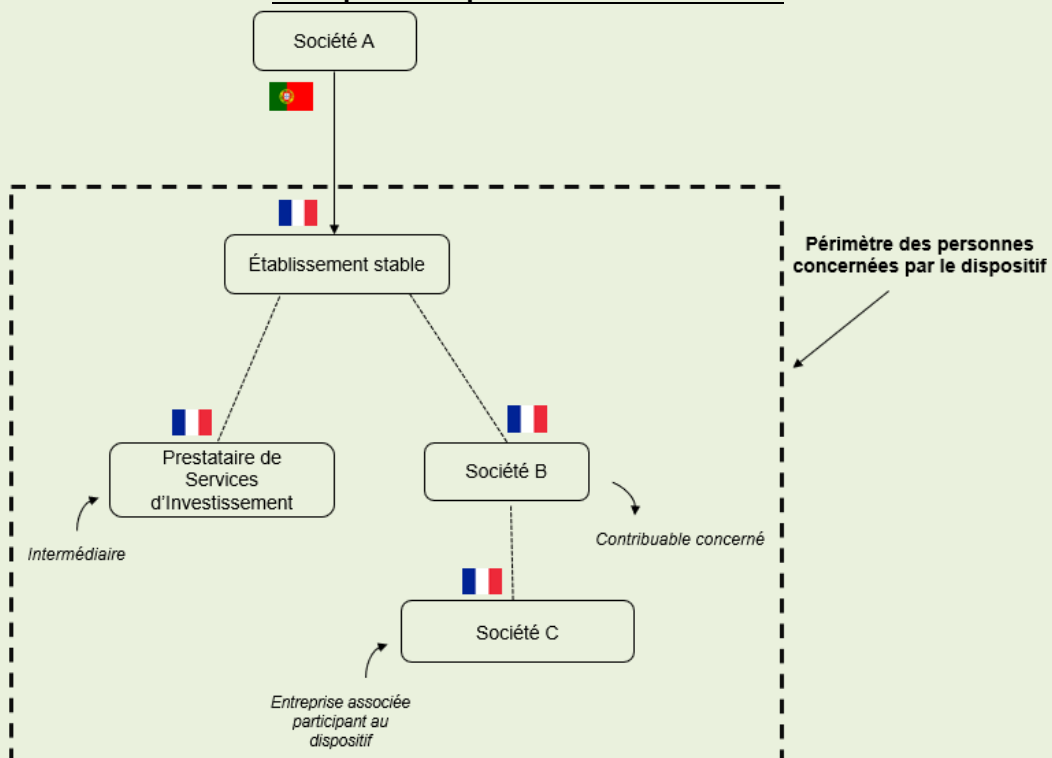 Société A
Établissement stable
Périmètre des personnes
concernées par le dispositif
Prestataire de
Services
d'Investissement
Société B
Intermédiaire
Contribuable concerné
Société C
Entreprise associée
participant au
dispositif